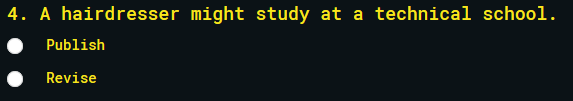 4. A hairdresser might study at a technical school.
Publish
Revise